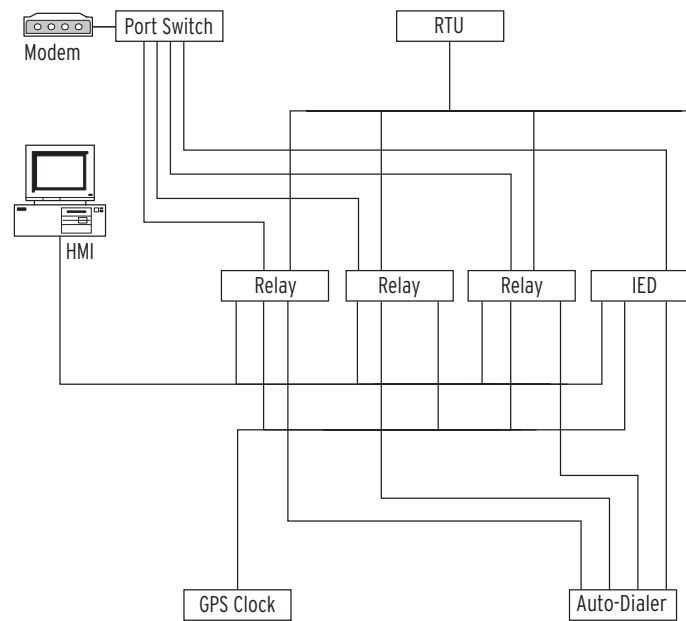 Port Switch
RTU
Modem
HMI
Relay
Relay
Relay
IED
GPS Clock
Auto-Dialer